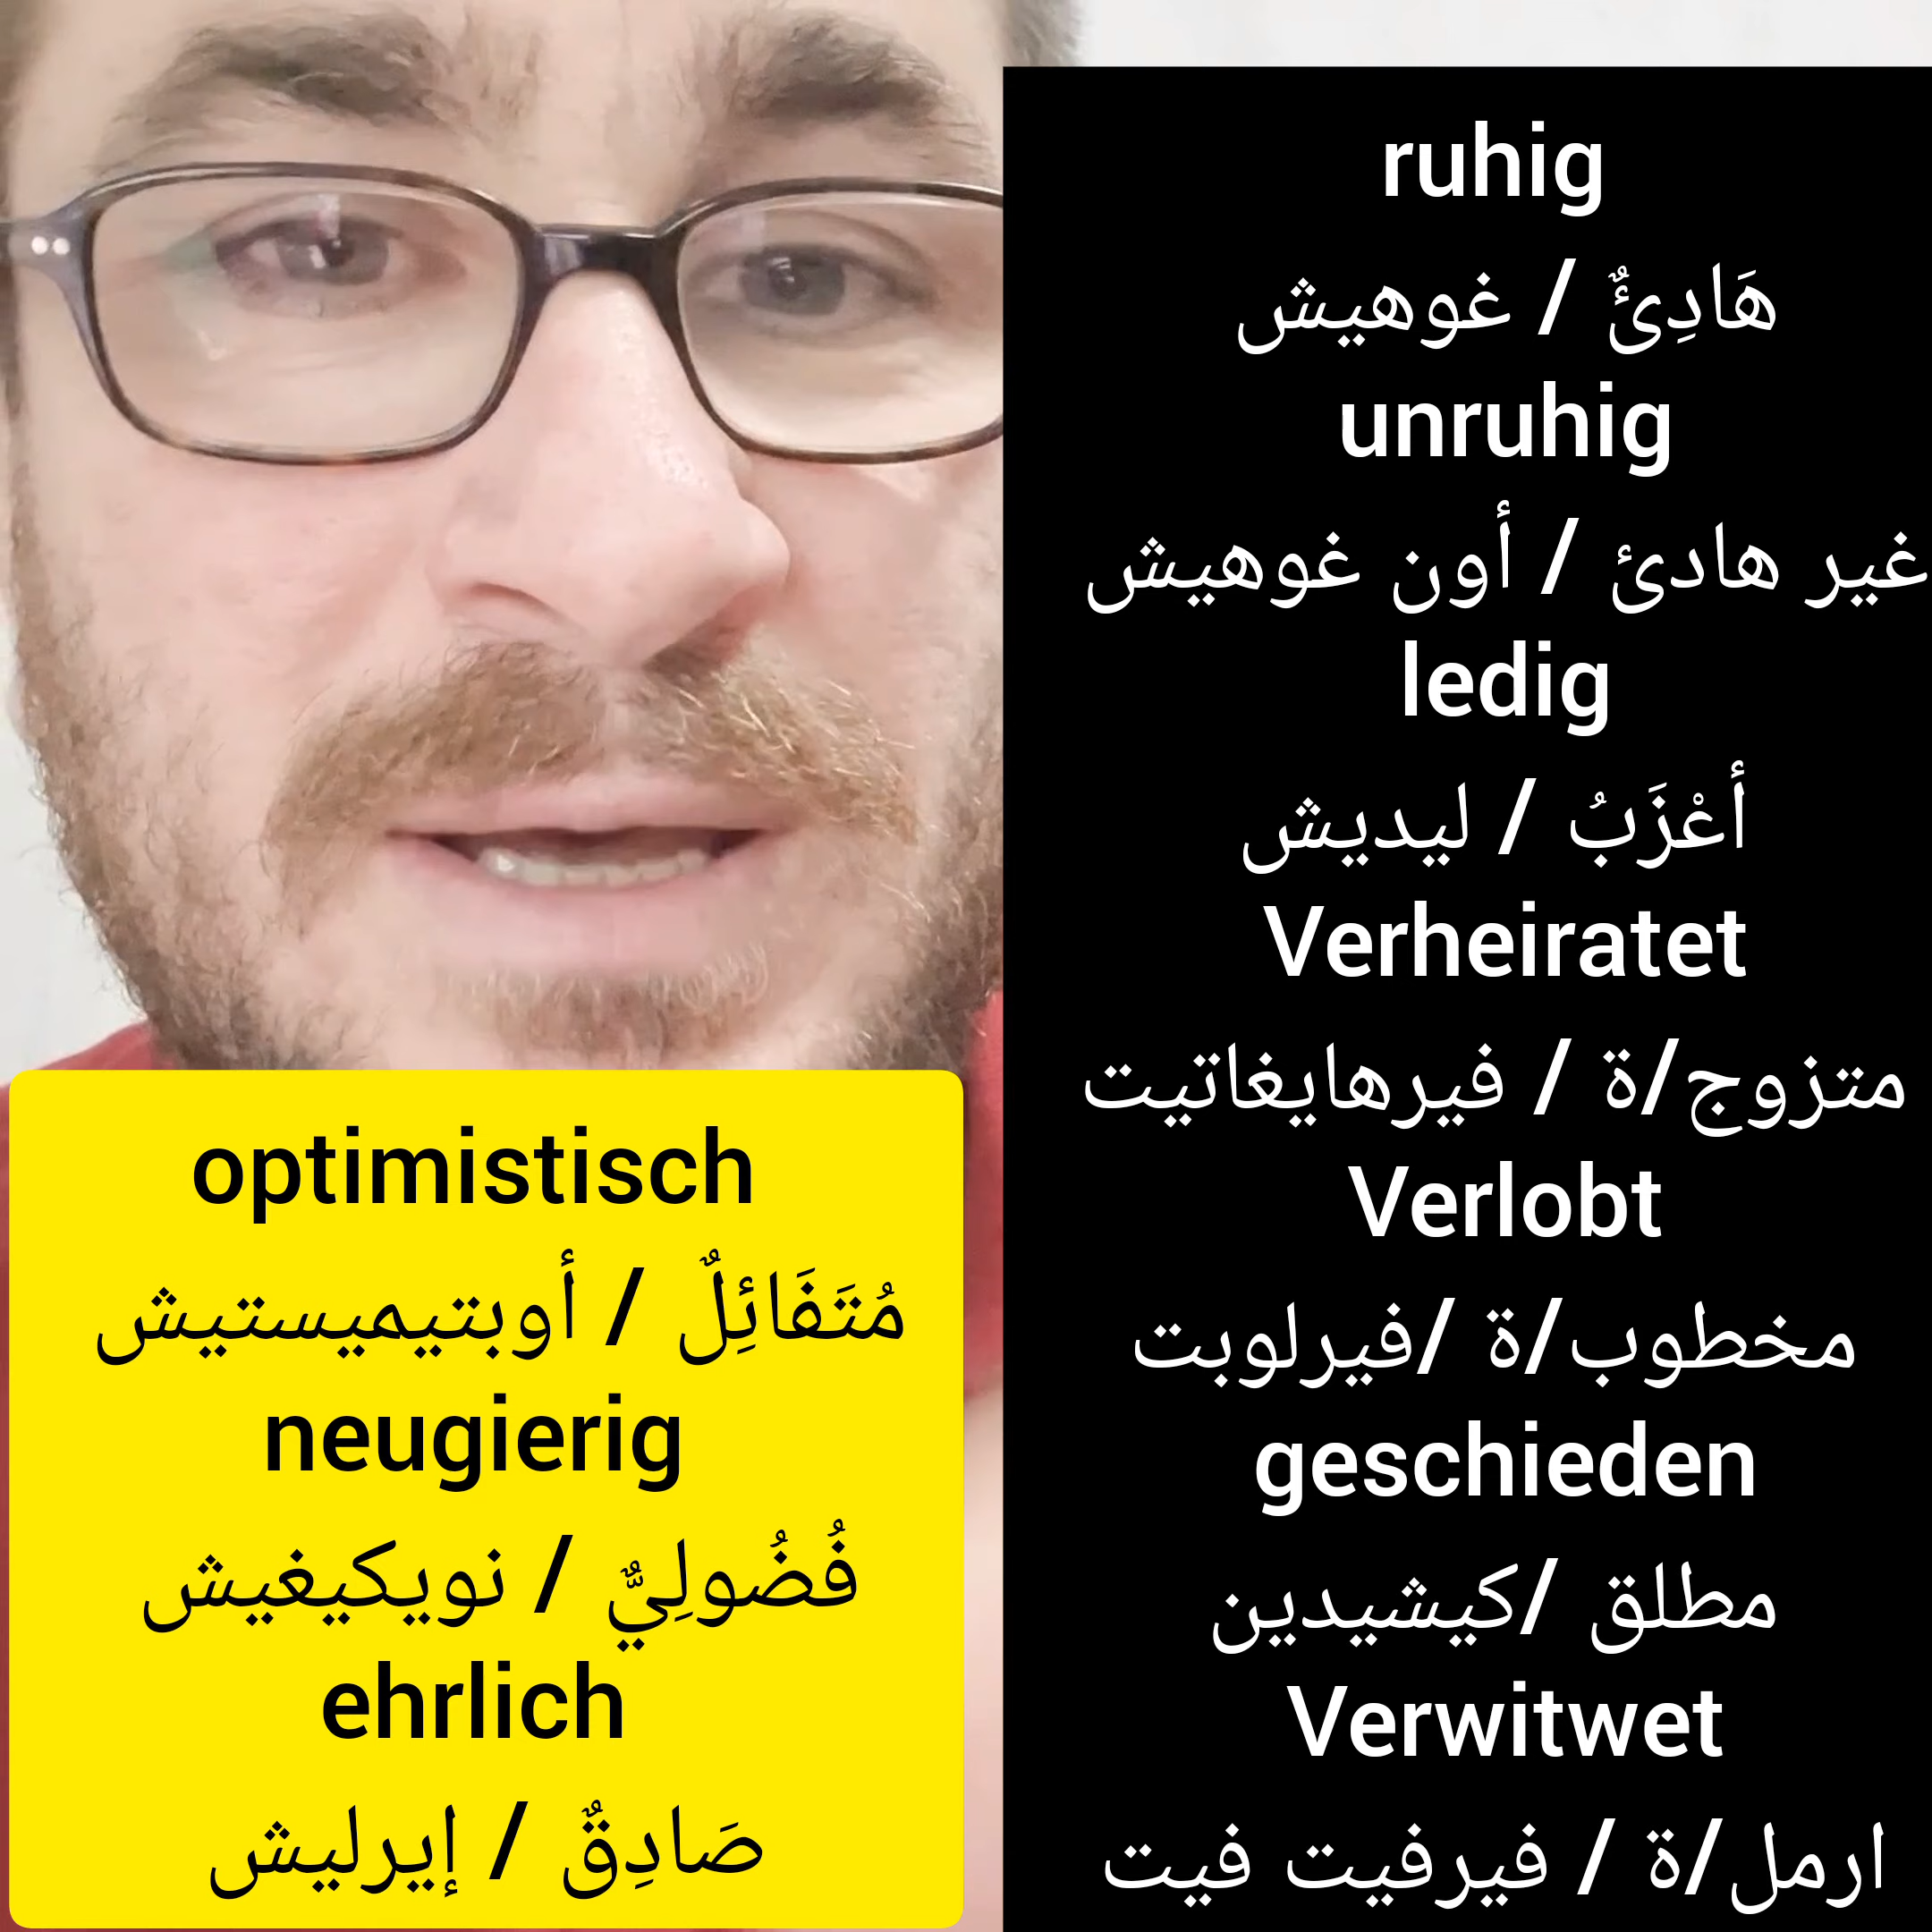 ruhig
هَادِئٌ / غوهيش
unruhig
غير هادئ / أون غوهيش
ledig
أعْزَبُ / ليديش
Verheiratet
متزوج/ة / فيرهايغاتيت
Verlobt
مخطوب/ة /فيرلوبت
geschieden
مطلق /كيشيدين
Verwitwet
ارمل/ة / فيرفيت فيت
optimistisch
مُتَفَائِلٌ / أوبتيميستيش
neugierig
فُضُولِيٌّ / نويكيغيش
ehrlich
صَادِقٌ / إيرليش